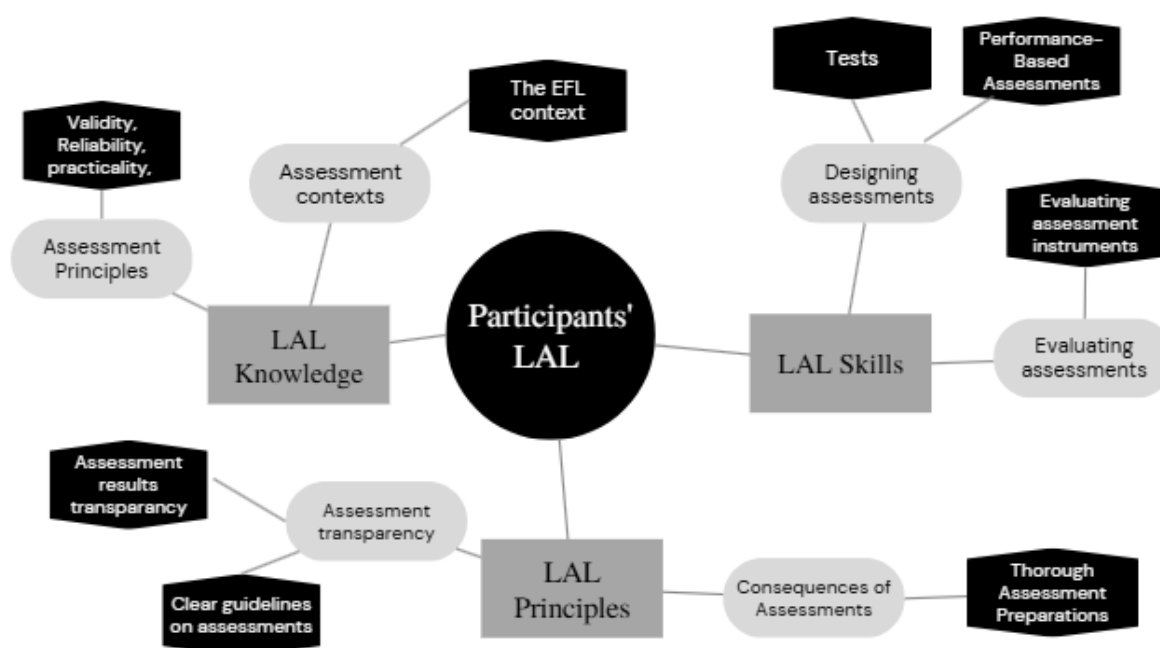 Tests
Performance-
Based
Assessments
The EFL
context
Validity,
Reliability,
practicality,
Assessment
contexts
Designing
assessments
Evaluating
assessment
instruments
Assessment
Principles
Participants'
LAL
LAL
Knowledge
LAL Skills
Evaluating
assessments
Assessment
results
transparancy
Assessment
transparency
Clear guidelines
on assessments
LAL
Principles
Consequences of
Assessments
Thorough
Assessment
Preparations